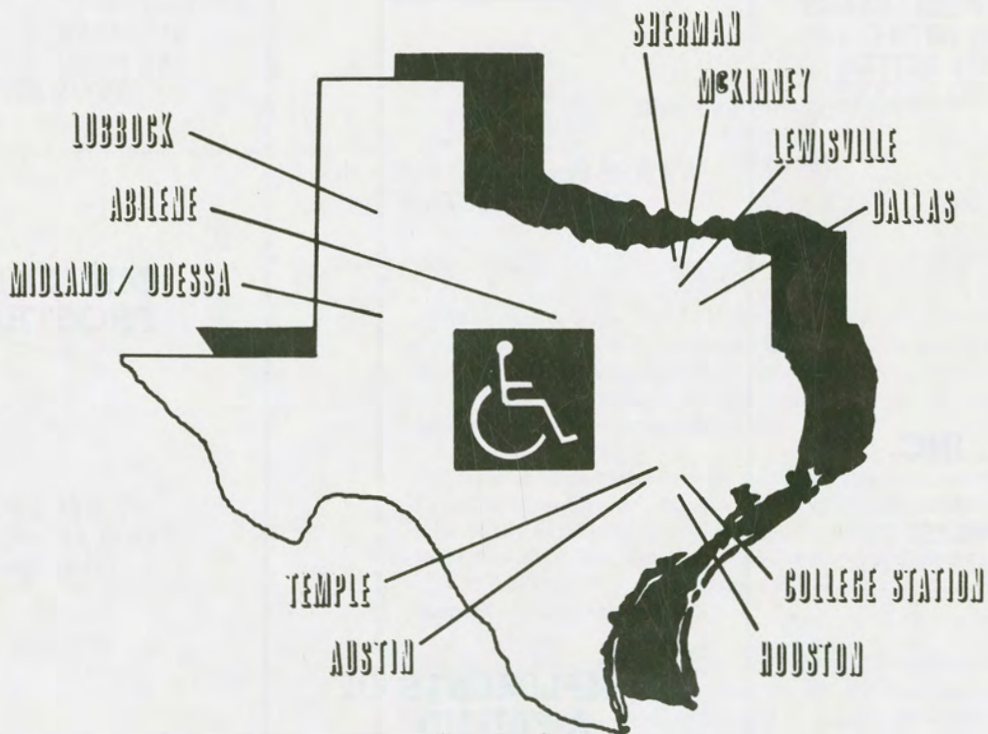 SHERMAN
McKINNEY
LUBBOCK
LEWISVILLE
ABILENE
DALLAS
MIDLAND / ODESSA
TEMPLE
COLLEGE STATION
AUSTIN
HOUSTON